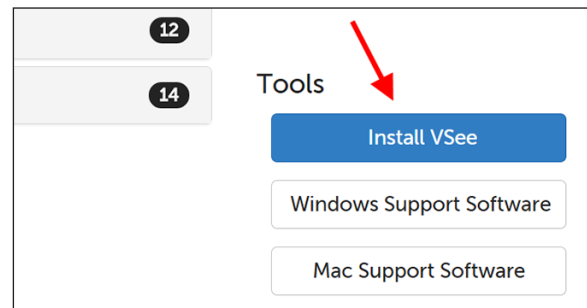 12
14
Tools
Install VSee
Windows Support Software
Mac Support Software